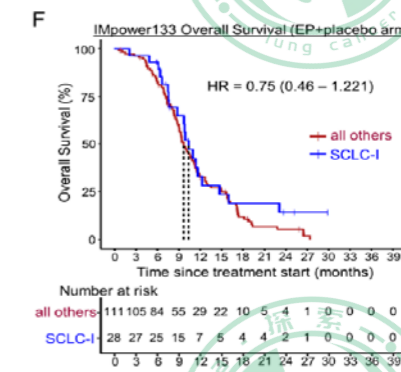 F
IMpower133 Overall Survival (EP+placebo arm
lung cancer
HR = 0.75 (0.46 – 1.221)
all others
SCLC-I
Overall Survival (%)
100
75
50
25
0
0 3 6 9 12 15 18 21 24 27 30 33 36 39
Time since treatment start (months)
Number at risk
all others 111 105 84 55 29 22 10 5 4 1 0 0 0 0
SCLC-I 28 27 25 15 7 5 4 4 2 1 0 0 0 0
0 3 6 9 12 15 18 21 24 27 30 33 36 39
探 索